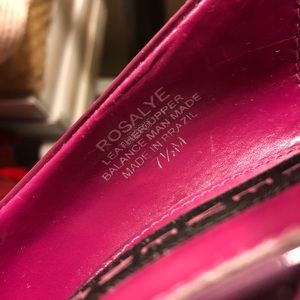 ROSALYE
LEATHER UPPER
BALANCE MAN MADE
MADE IN BRAZIL
7½M